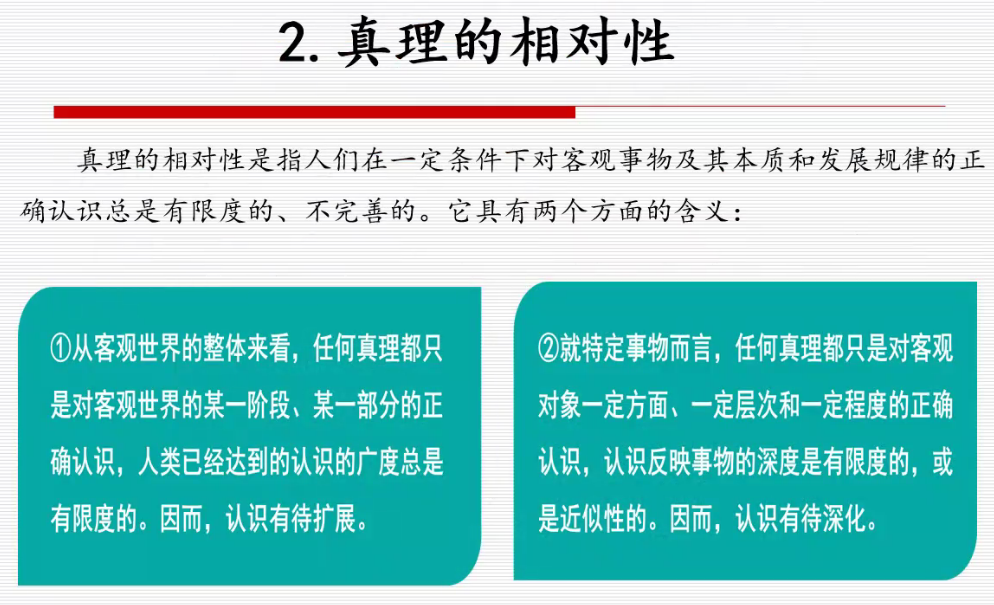 2.真理的相对性
真理的相对性是指人们在一定条件下对客观事物及其本质和发展规律的正
确认识总是有限度的、不完善的。它具有两个方面的含义：
①从客观世界的整体来看，任何真理都只
是对客观世界的某一阶段、某一部分的正
确认识，人类已经达到的认识的广度总是
有限度的。因而，认识有待扩展。
②就特定事物而言，任何真理都只是对客观
对象一定方面、一定层次和一定程度的正确
认识，认识反映事物的深度是有限度的，或
是近似性的。因而，认识有待深化。